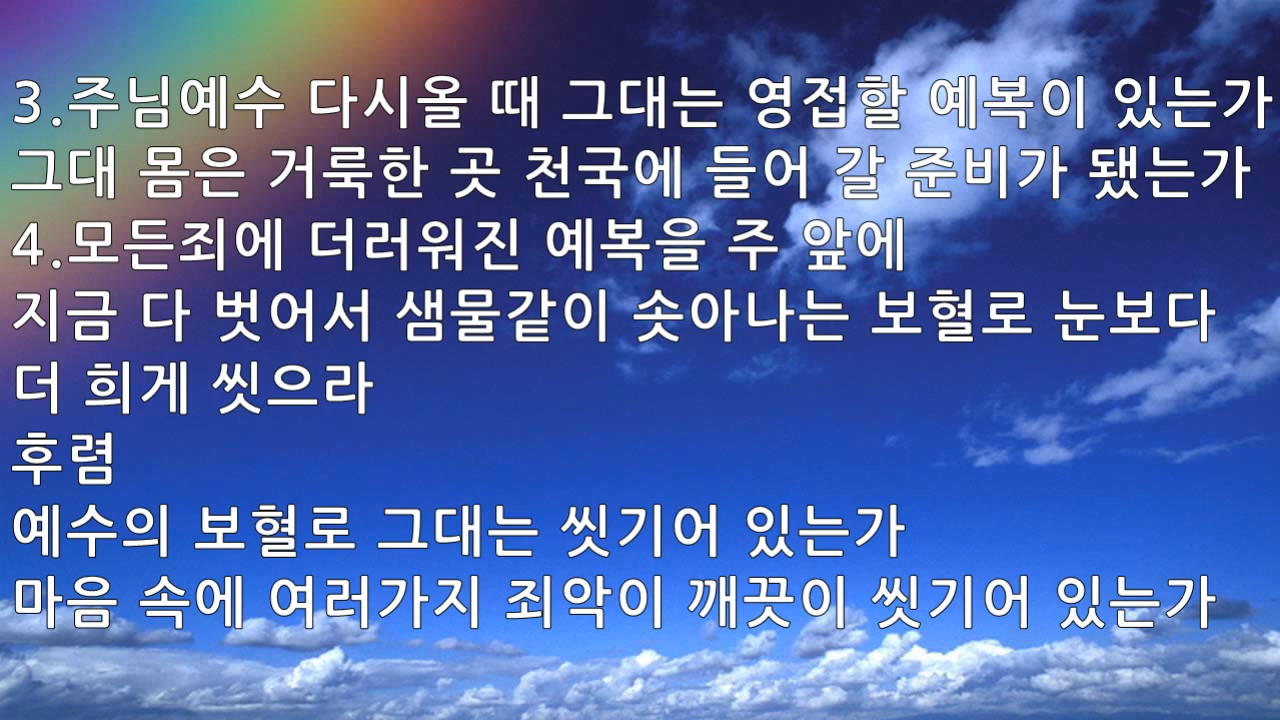 3.주님예수 다시올 때 그대는 영접할 예복이 있는가
그대 몸은 거룩한 곳 천국에 들어 갈 준비가 됐는가
4.모든죄에 더러워진 예복을 주 앞에
지금 다 벗어서 샘물같이 솟아나는 보혈로 눈보다
더 희게 씻으라
후렴
예수의 보혈로 그대는 씻기어 있는가
마음 속에 여러가지 죄악이 깨끗이 씻기어 있는가